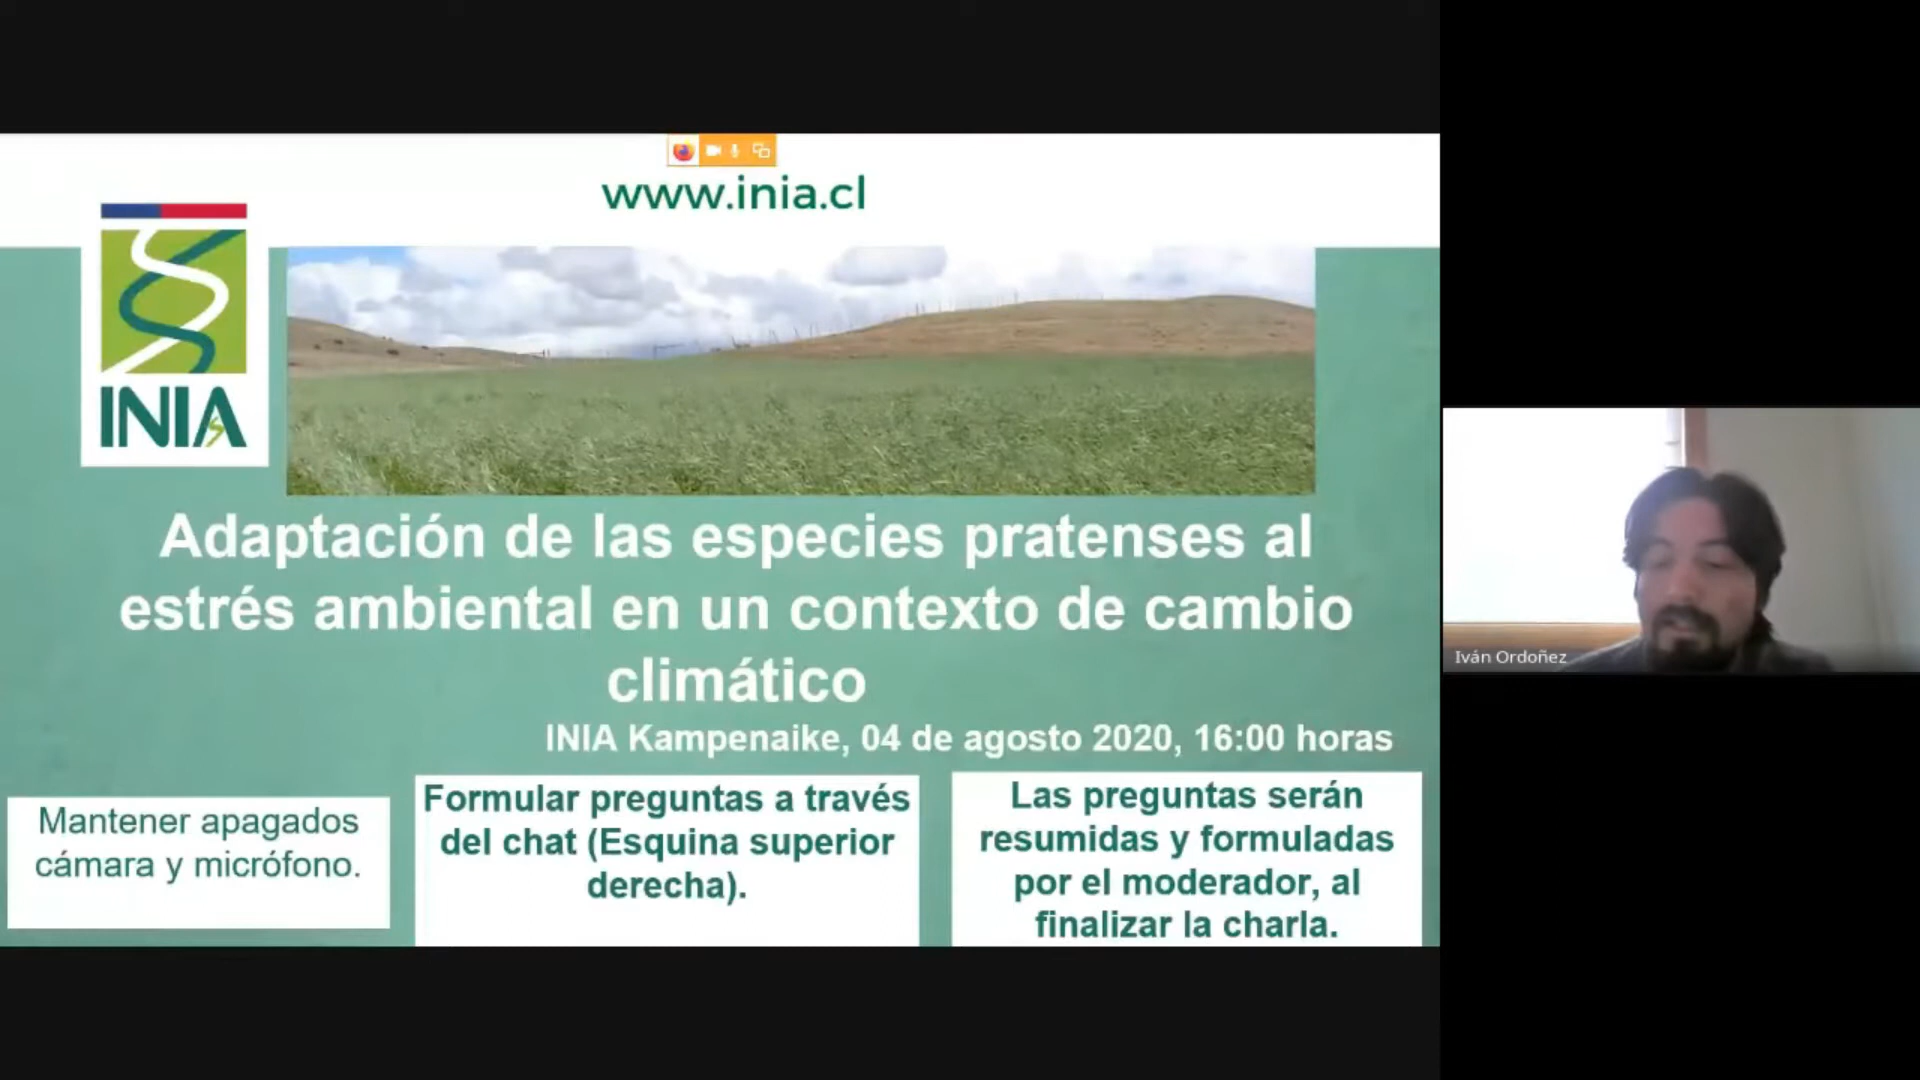 www.inia.cl
INIA
Adaptación de las especies pratenses al
estrés ambiental en un contexto de cambio
climático
INIA Kampenaike, 04 de agosto 2020, 16:00 horas
Mantener apagados
cámara y micrófono.
Formular preguntas a través
del chat (Esquina superior
derecha).
Las preguntas serán
resumidas y formuladas
por el moderador, al
finalizar la charla.
Iván Ordoñez